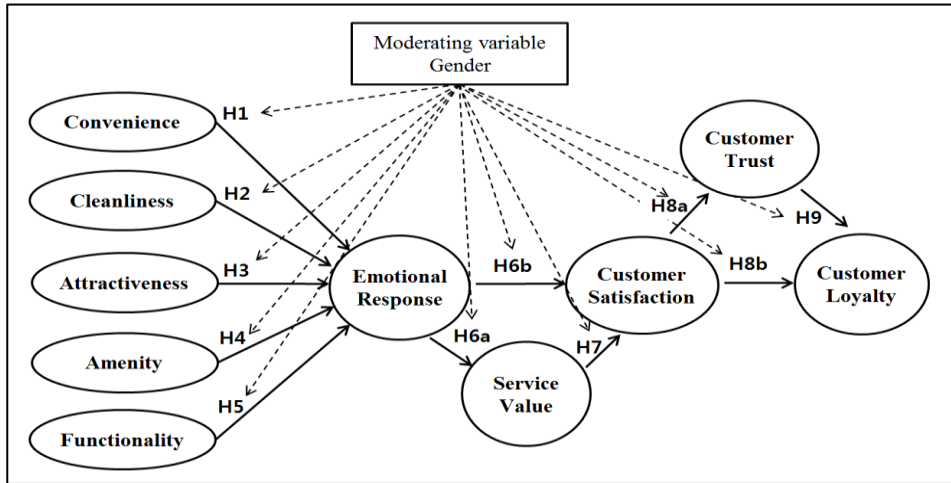 Moderating variable
Gender
Convenience
H1
Customer
Trust
Cleanliness
H2
H8a
H9
Attractiveness
H3
Emotional
Response
H6b
Customer
Satisfaction
H8b
Customer
Loyalty
Amenity
H4
H6a
H7
Service
Value
H5
Functionality